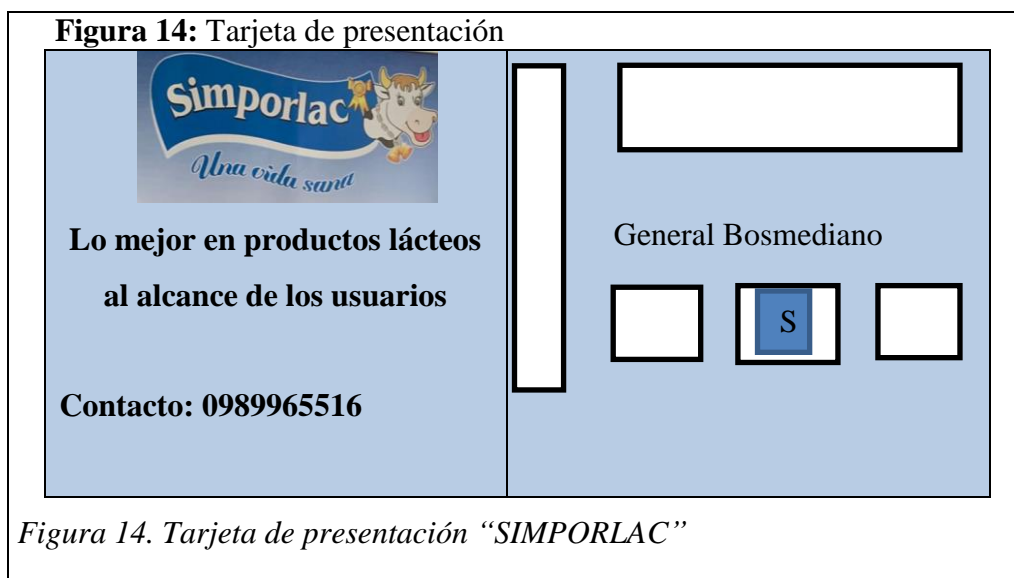 Figura 14: Tarjeta de presentación
Simporlac
Una vida sana
Lo mejor en productos lácteos
al alcance de los usuarios
Contacto: 0989965516
General Bosmediano
S
Figura 14. Tarjeta de presentación “SIMPORLAC”